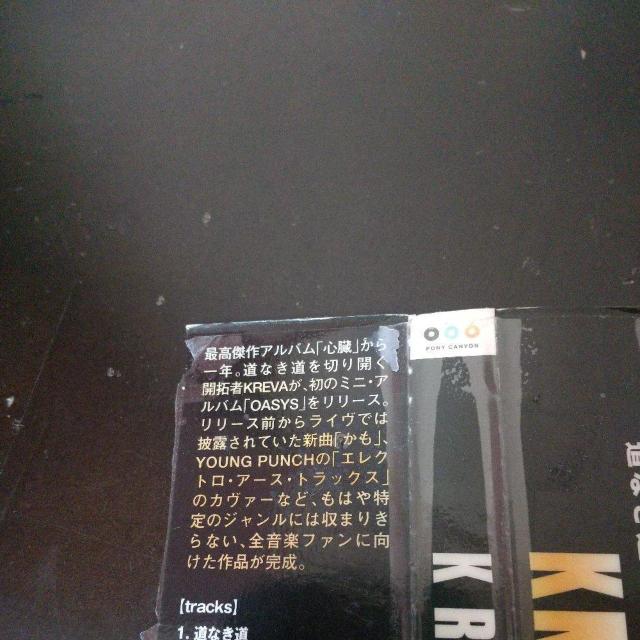 最高傑作アルバム「心臓」から
一年。道なき道を切り開く
開拓者KREVAが、初のミニ・ア
ルバム「OASYS」をリリース。
リリース前からライヴでは
披露されていた新曲「かも」、
YOUNG PUNCHの「エレク
トロ・アース・トラックス」
のカヴァーなど、もはや特
定のジャンルには収まりき
らない、全音楽ファンに向
けた作品が完成。
[tracks]
1. 道なき道
PONY CANYON
KR
道なき
KR